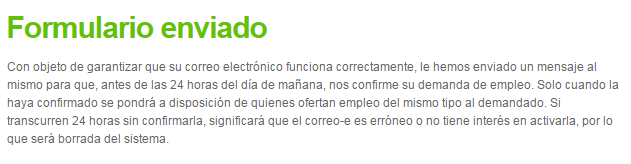 Formulario enviado
Con objeto de garantizar que su correo electrónico funciona correctamente, le hemos enviado un mensaje al
mismo para que, antes de las 24 horas del día de mañana, nos confirme su demanda de empleo. Solo cuando la
haya confirmado se pondrá a disposición de quienes ofertan empleo del mismo tipo al demandado. Si
transcurren 24 horas sin confirmarla, significará que el correo-e es erróneo o no tiene interés en activarla, por lo
que será borrada del sistema.